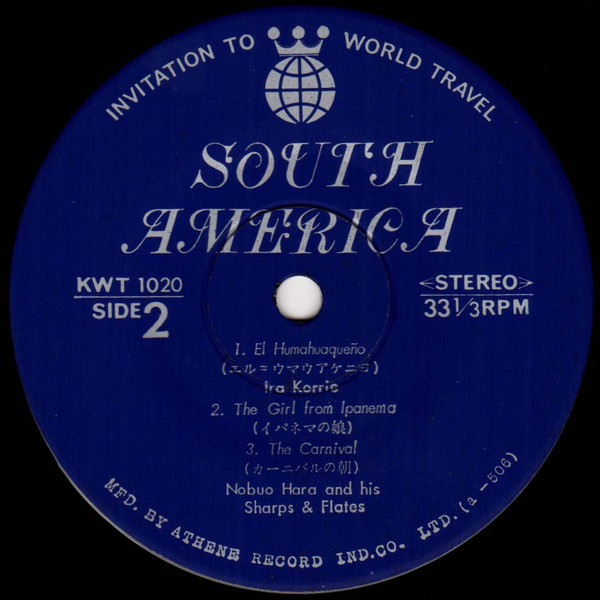 INVITATION TO WORLD TRAVEL
SOUTH
AMERICA
KWT 1020
SIDE 2
<STEREO>
33 1/3 RPM
1. El Humahuaqueño
(エル=ウマウアケニヨ)
Ira Korric
2. The Girl from Ipanema
(イパネマの娘)
3. The Carnival
(カーニバルの朝)
Nobuo Hara and his
Sharps & Flates
MFD. BY ATHENE RECORD IND.CO. LTD.(a-506)